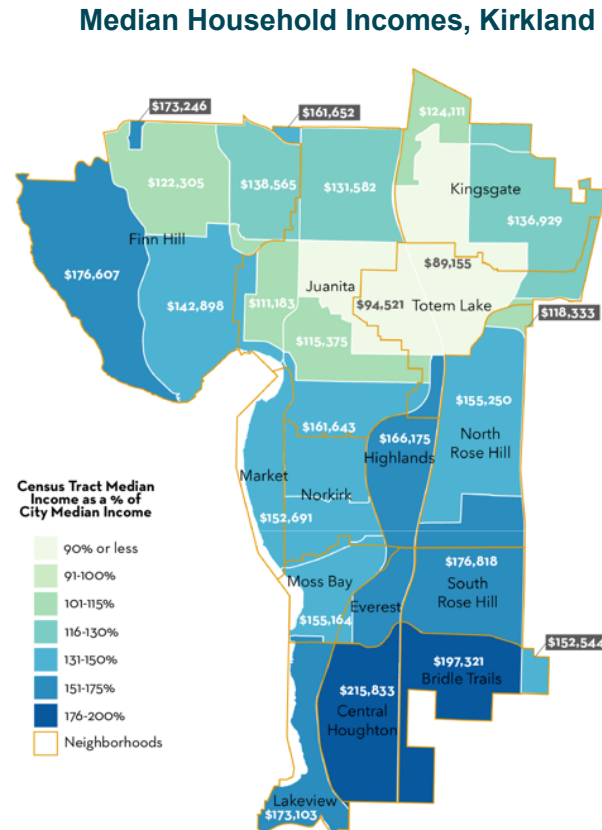 Median Household Incomes, Kirkland
$173,246
$161,652
$124,111
$122,305
$138,565
$131,582
Kingsgate
$136,929
Finn Hill
$176,607
$142,898
$89,155
Juanita
$94,521
Totem Lake
$111,183
$118,333
$115,375
$155,250
$161,643
$166,175
North
Rose Hill
Highlands
Market
Norkirk
$152,691
Census Tract Median
Income as a % of
City Median Income
90% or less
91-100%
101-115%
116-130%
131-150%
151-175%
176-200%
Neighborhoods
$176,818
Moss Bay
South
Rose Hill
Everest
$155,164
$152,544
$197,321
Bridle Trails
$215,833
Central
Houghton
Lakeview
$173,103